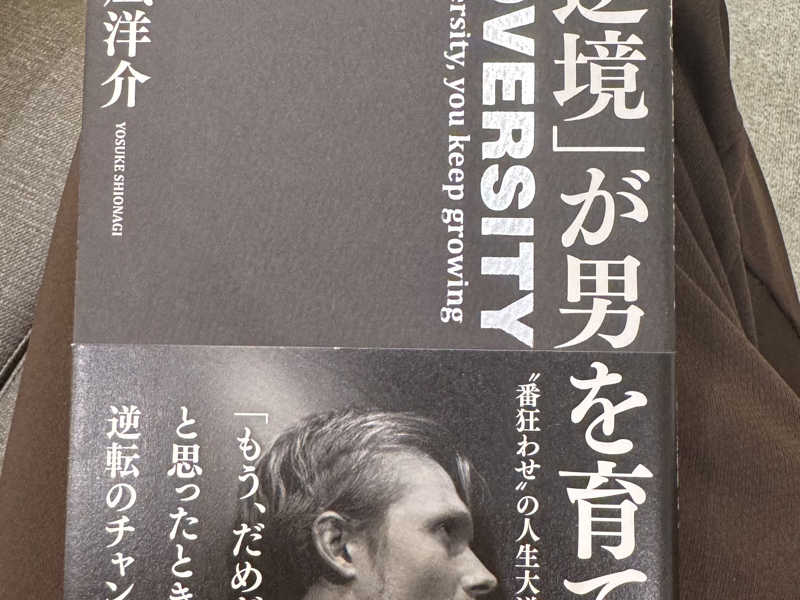 境」が男を育て
OVERSITY
ersity, you keep growing
洋介
YOSUKE SHIONAGI
〝番狂わせ〟の人生大
「もう、だめ
と思ったとき
逆転のチャン